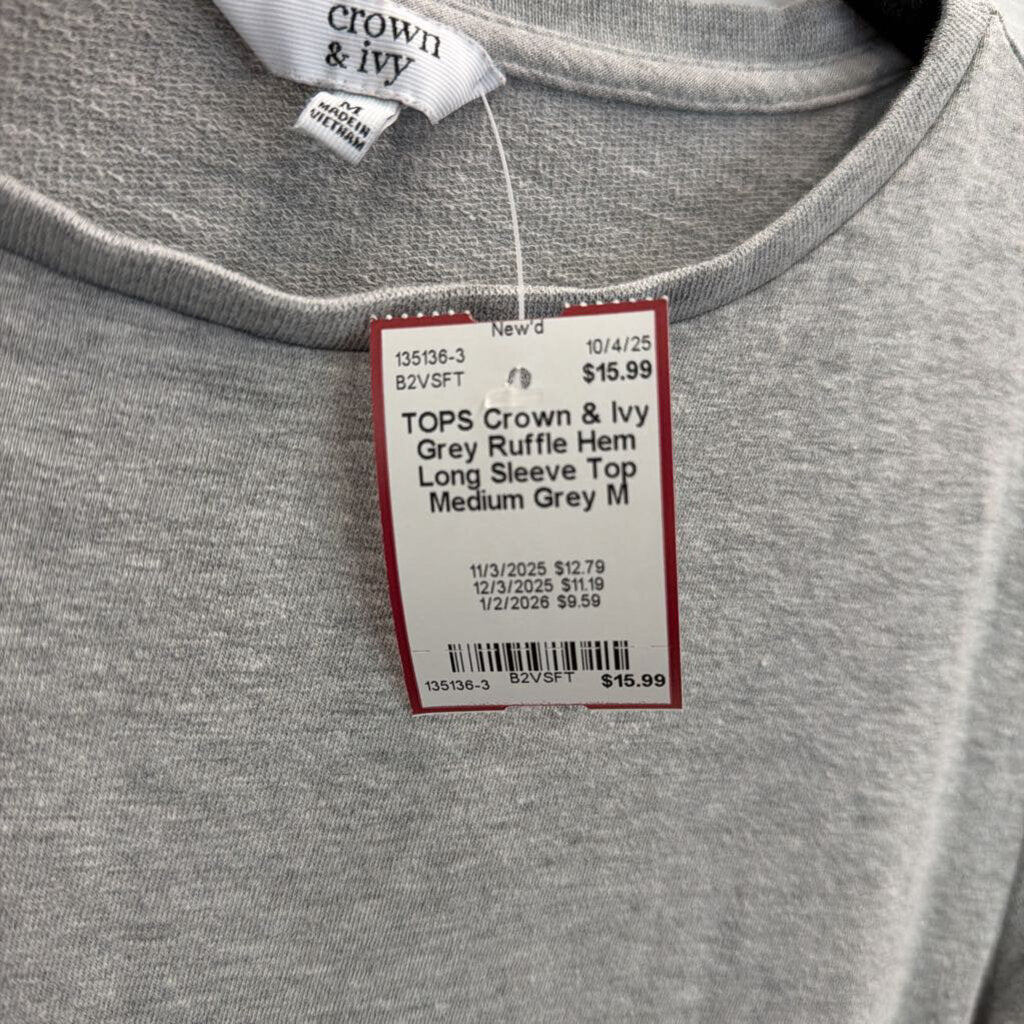 crown
& ivy
M
MADE IN
VIETNAM
New'd
135136-3 10/4/25
B2VSFT $15.99
TOPS Crown & Ivy
Grey Ruffle Hem
Long Sleeve Top
Medium Grey M
11/3/2025 $12.79
12/3/2025 $11.19
1/2/2026 $9.59
135136-3 B2VSFT $15.99